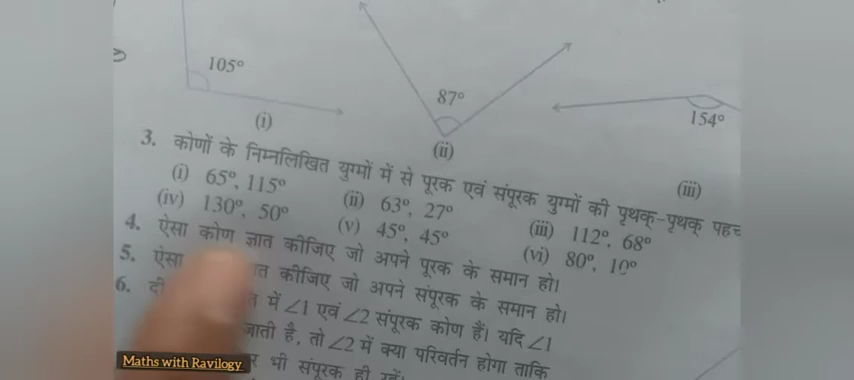 105°
87°
154°
(i)
(ii)
(iii)
3. कोणों के निम्नलिखित युग्मों में से पूरक एवं संपूरक युग्मों की पृथक्-पृथक् पहच
(i) 65°, 115°
(ii) 63°, 27°
(iii) 112°, 68°
(iv) 130°, 50°
(v) 45°, 45°
(vi) 80°, 10°
4. ऐसा कोण ज्ञात कीजिए जो अपने पूरक के समान हो।
5. ऐसा कीजिए जो अपने संपूरक के समान हो।
6. में ∠1 एवं ∠2 संपूरक कोण हैं। यदि ∠1
जाती है, तो ∠2 में क्या परिवर्तन होगा ताकि
भी संपूरक ही रहें।
Maths with Ravilogy